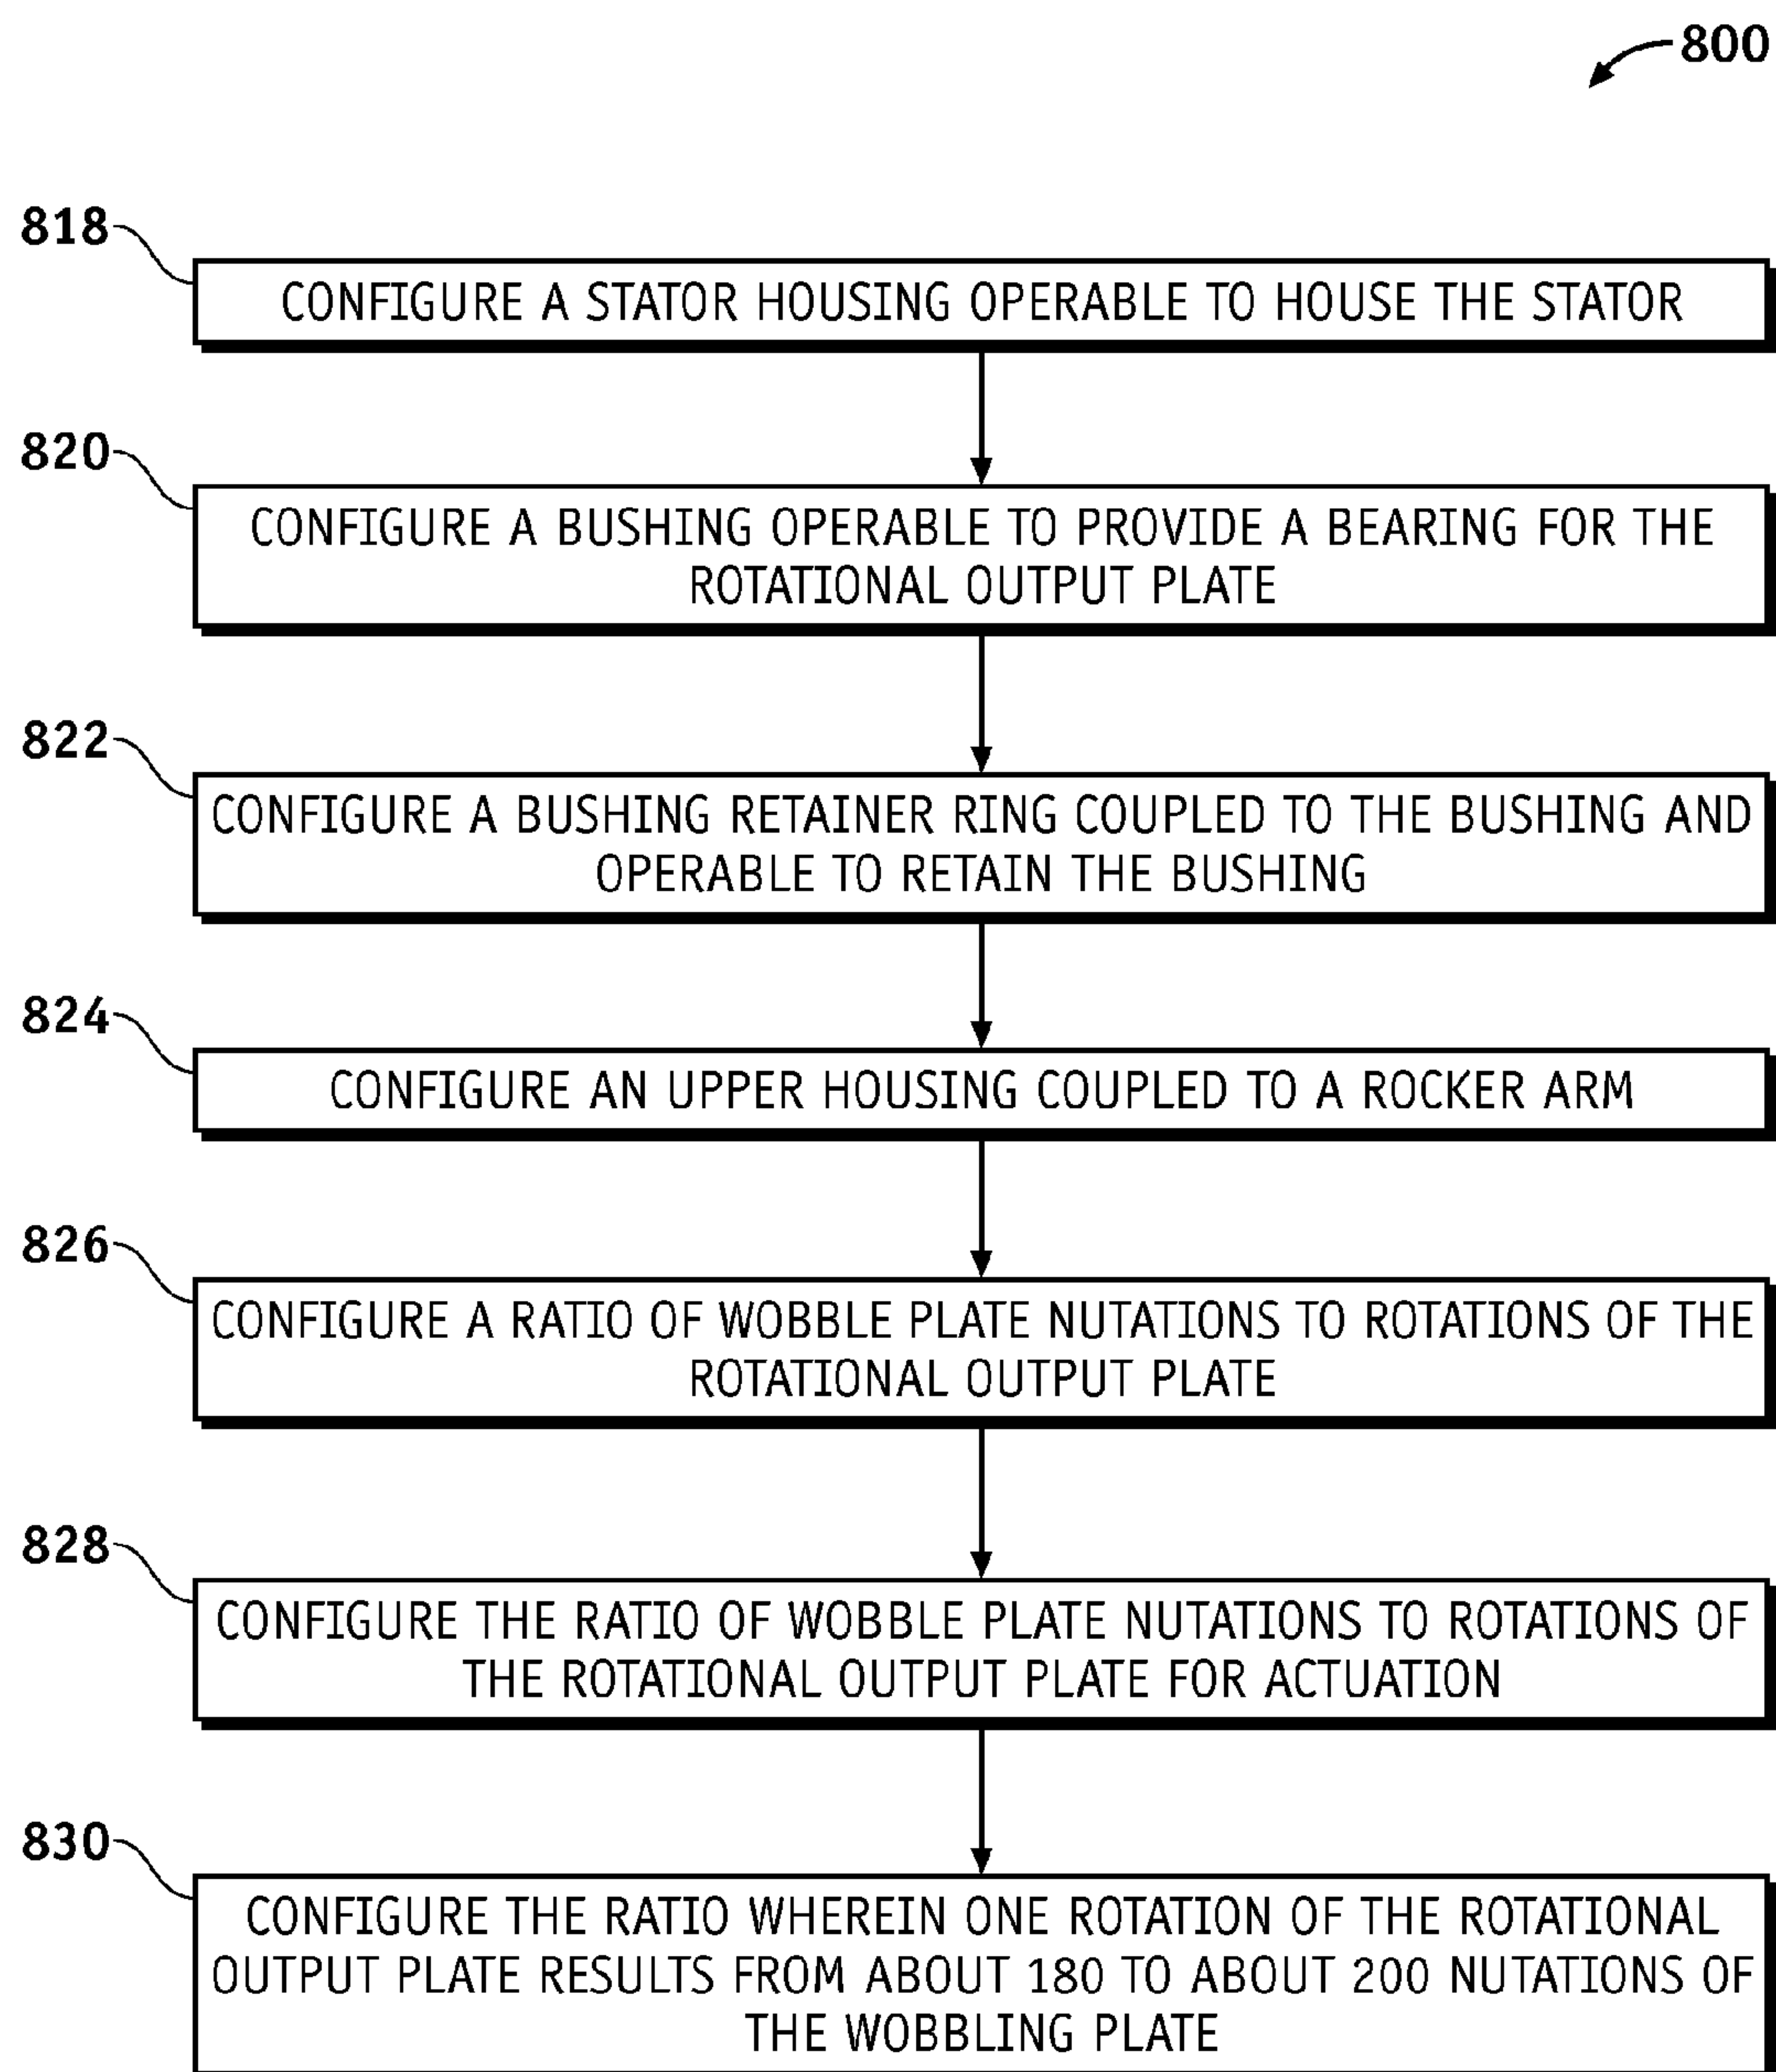 800
818
CONFIGURE A STATOR HOUSING OPERABLE TO HOUSE THE STATOR
820
CONFIGURE A BUSHING OPERABLE TO PROVIDE A BEARING FOR THE
ROTATIONAL OUTPUT PLATE
822
CONFIGURE A BUSHING RETAINER RING COUPLED TO THE BUSHING AND
OPERABLE TO RETAIN THE BUSHING
824
CONFIGURE AN UPPER HOUSING COUPLED TO A ROCKER ARM
826
CONFIGURE A RATIO OF WOBBLE PLATE NUTATIONS TO ROTATIONS OF THE
ROTATIONAL OUTPUT PLATE
828
CONFIGURE THE RATIO OF WOBBLE PLATE NUTATIONS TO ROTATIONS OF
THE ROTATIONAL OUTPUT PLATE FOR ACTUATION
830
CONFIGURE THE RATIO WHEREIN ONE ROTATION OF THE ROTATIONAL
OUTPUT PLATE RESULTS FROM ABOUT 180 TO ABOUT 200 NUTATIONS OF
THE WOBBLING PLATE